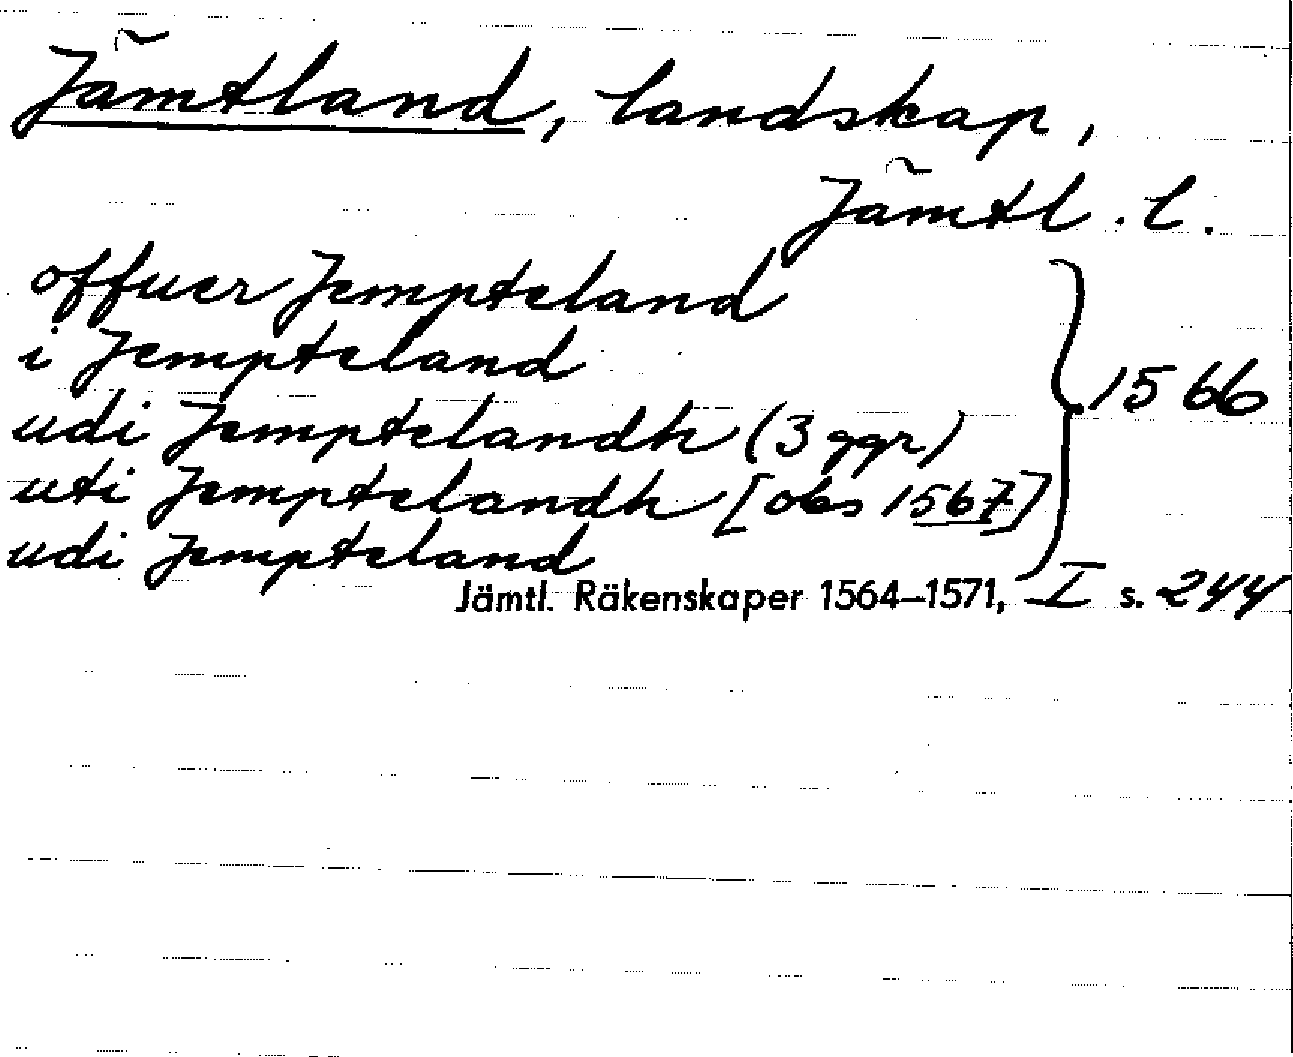 Jämtland, landskap,
Jämtl. l.
offuer Jempteland
i Jempteland
udi Jemptelandh (3 ggr)
uti Jemptelandh [obs 1567]
udi Jempteland
1566
Jämtl. Räkenskaper 1564–1571, I s. 244